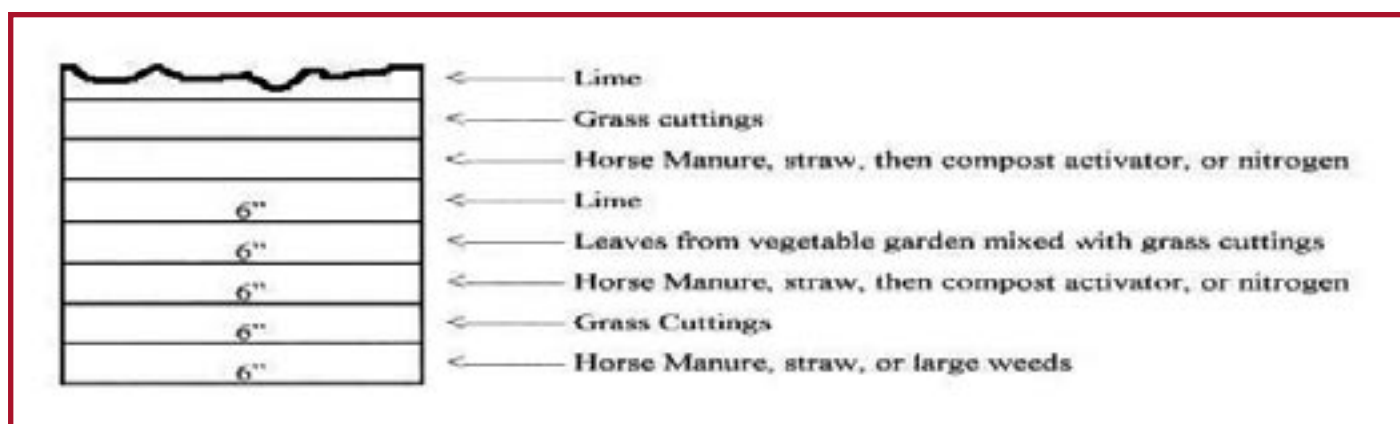 Lime
Grass cuttings
Horse Manure, straw, then compost activator, or nitrogen
6" Lime
6" Leaves from vegetable garden mixed with grass cuttings
6" Horse Manure, straw, then compost activator, or nitrogen
6" Grass Cuttings
6" Horse Manure, straw, or large weeds